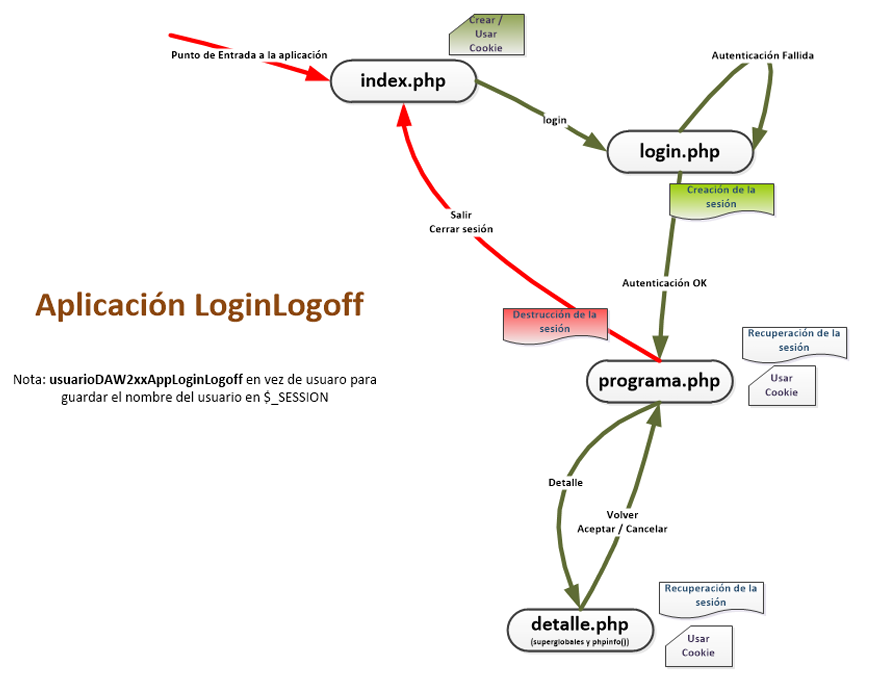 Crear /
Usar
Cookie
Punto de Entrada a la aplicación
index.php
Autenticación Fallida
login
login.php
Creación de la
sesión
Salir
Cerrar sesión
Autenticación OK
Aplicación LoginLogoff
Destrucción de la
sesión
Recuperación de la
sesión
Nota: usuarioDAW2xxAppLoginLogoff en vez de usuaro para
guardar el nombre del usuario en $_SESSION
programa.php
Usar
Cookie
Detalle
Volver
Aceptar / Cancelar
Recuperación de la
sesión
detalle.php
(superglobales y phpinfo())
Usar
Cookie